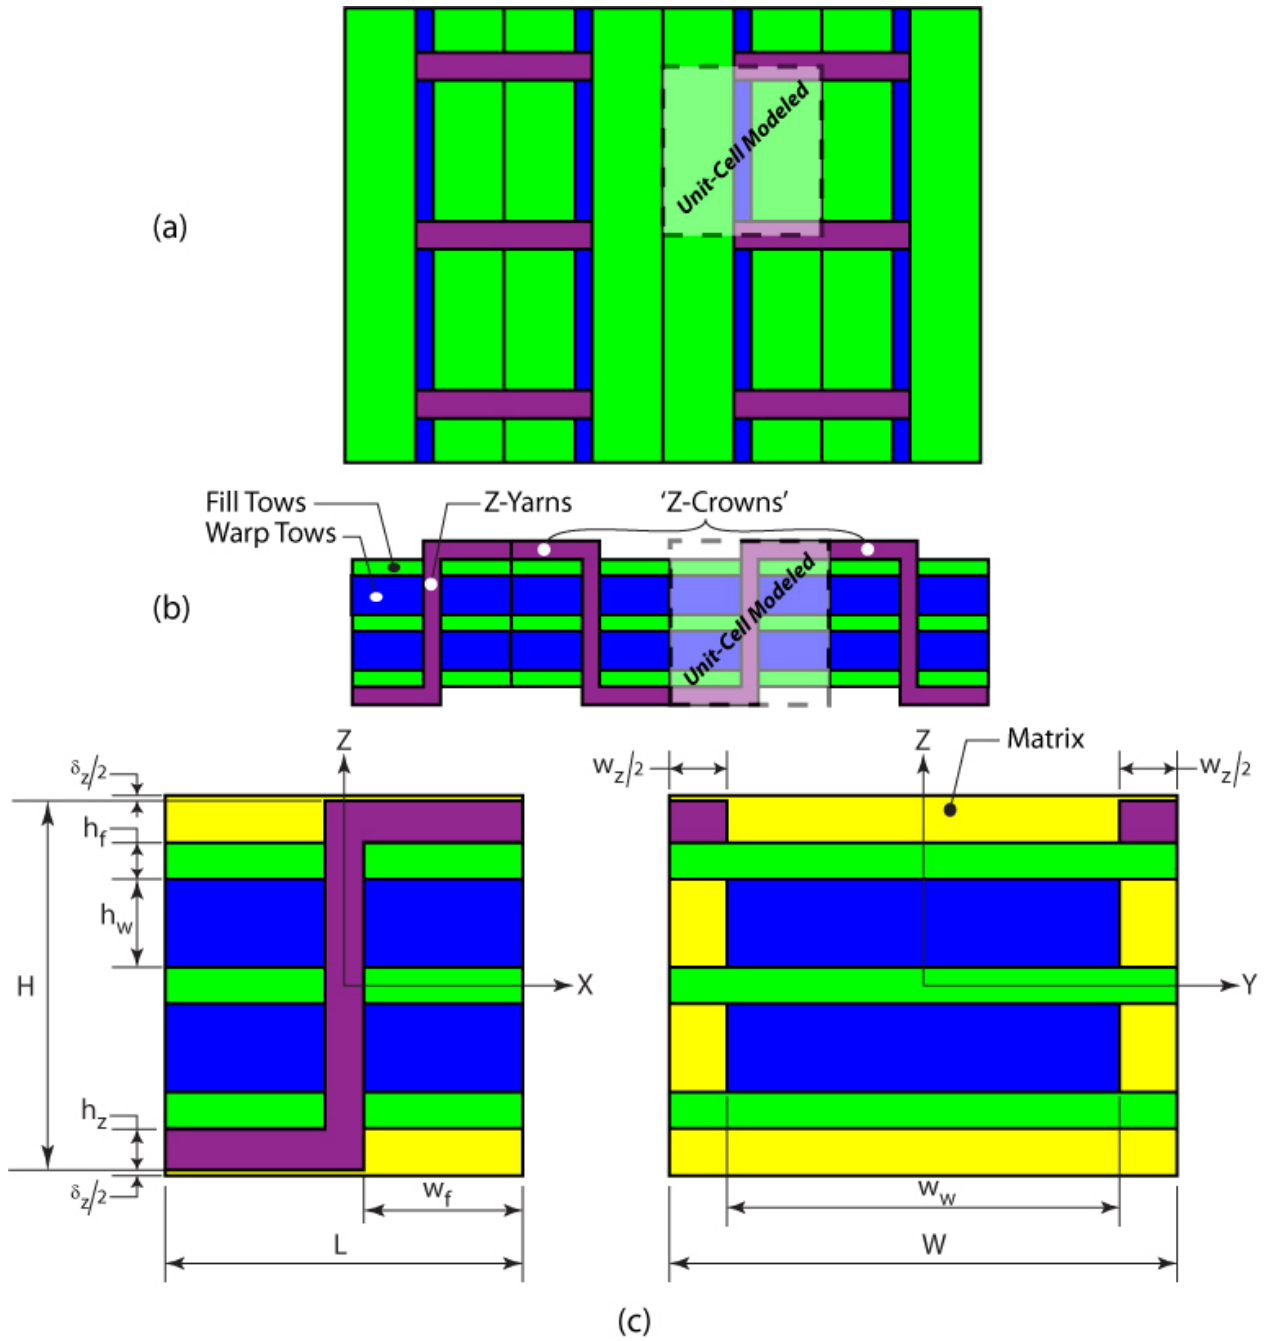 Unit-Cell Modeled
(a)
Fill Tows
Z-Yarns
'Z-Crowns'
Warp Tows
(b)
Unit-Cell Modeled
Z
Z
Matrix
δz/2
wz/2
wz/2
hf
hw
H
X
Y
hz
δz/2
wf
ww
L
W
(c)